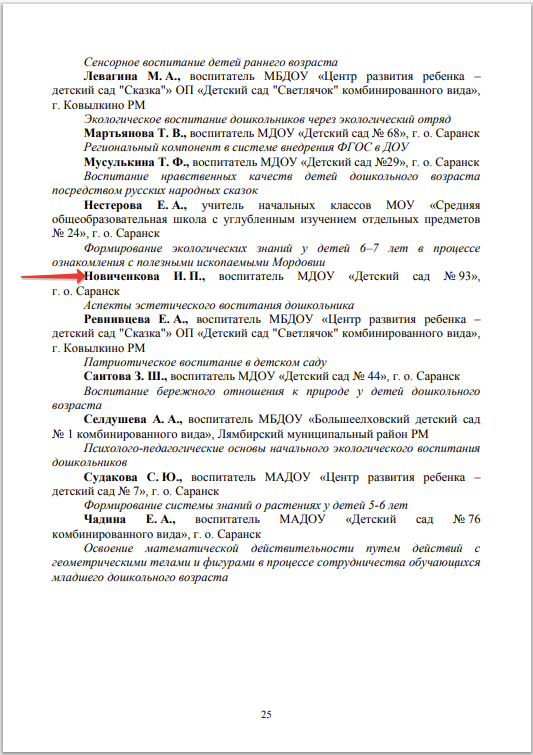 Сенсорное воспитание детей раннего возраста
Левагина М. А., воспитатель МБДОУ «Центр развития ребенка –
детский сад "Сказка"» ОП «Детский сад "Светлячок" комбинированного вида»,
г. Ковылкино РМ
Экологическое воспитание дошкольников через экологический отряд
Мартьянова Т. В., воспитатель МДОУ «Детский сад № 68», г. о. Саранск
Региональный компонент в системе внедрения ФГОС в ДОУ
Мусулькина Т. Ф., воспитатель МДОУ «Детский сад №29», г. о. Саранск
Воспитание нравственных качеств детей дошкольного возраста
посредством русских народных сказок
Нестерова Е. А., учитель начальных классов МОУ «Средняя
общеобразовательная школа с углубленным изучением отдельных предметов
№ 24», г. о. Саранск
Формирование экологических знаний у детей 6–7 лет в процессе
ознакомления с полезными ископаемыми Мордовии
Новиченкова И. П., воспитатель МДОУ «Детский сад № 93»,
г. о. Саранск
Аспекты эстетического воспитания дошкольника
Ревнивцева Е. А., воспитатель МБДОУ «Центр развития ребенка –
детский сад "Сказка"» ОП «Детский сад "Светлячок" комбинированного вида»,
г. Ковылкино РМ
Патриотическое воспитание в детском саду
Саитова З. Ш., воспитатель МДОУ «Детский сад № 44», г. о. Саранск
Воспитание бережного отношения к природе у детей дошкольного
возраста
Селдушева А. А., воспитатель МБДОУ «Большеелховский детский сад
№ 1 комбинированного вида», Лямбирский муниципальный район РМ
Психолого-педагогические основы начального экологического воспитания
дошкольников
Судакова С. Ю., воспитатель МАДОУ «Центр развития ребенка –
детский сад № 7», г. о. Саранск
Формирование системы знаний о растениях у детей 5-6 лет
Чадина Е. А., воспитатель МАДОУ «Детский сад № 76
комбинированного вида», г. о. Саранск
Освоение математической действительности путем действий с
геометрическими телами и фигурами в процессе сотрудничества обучающихся
младшего дошкольного возраста
25